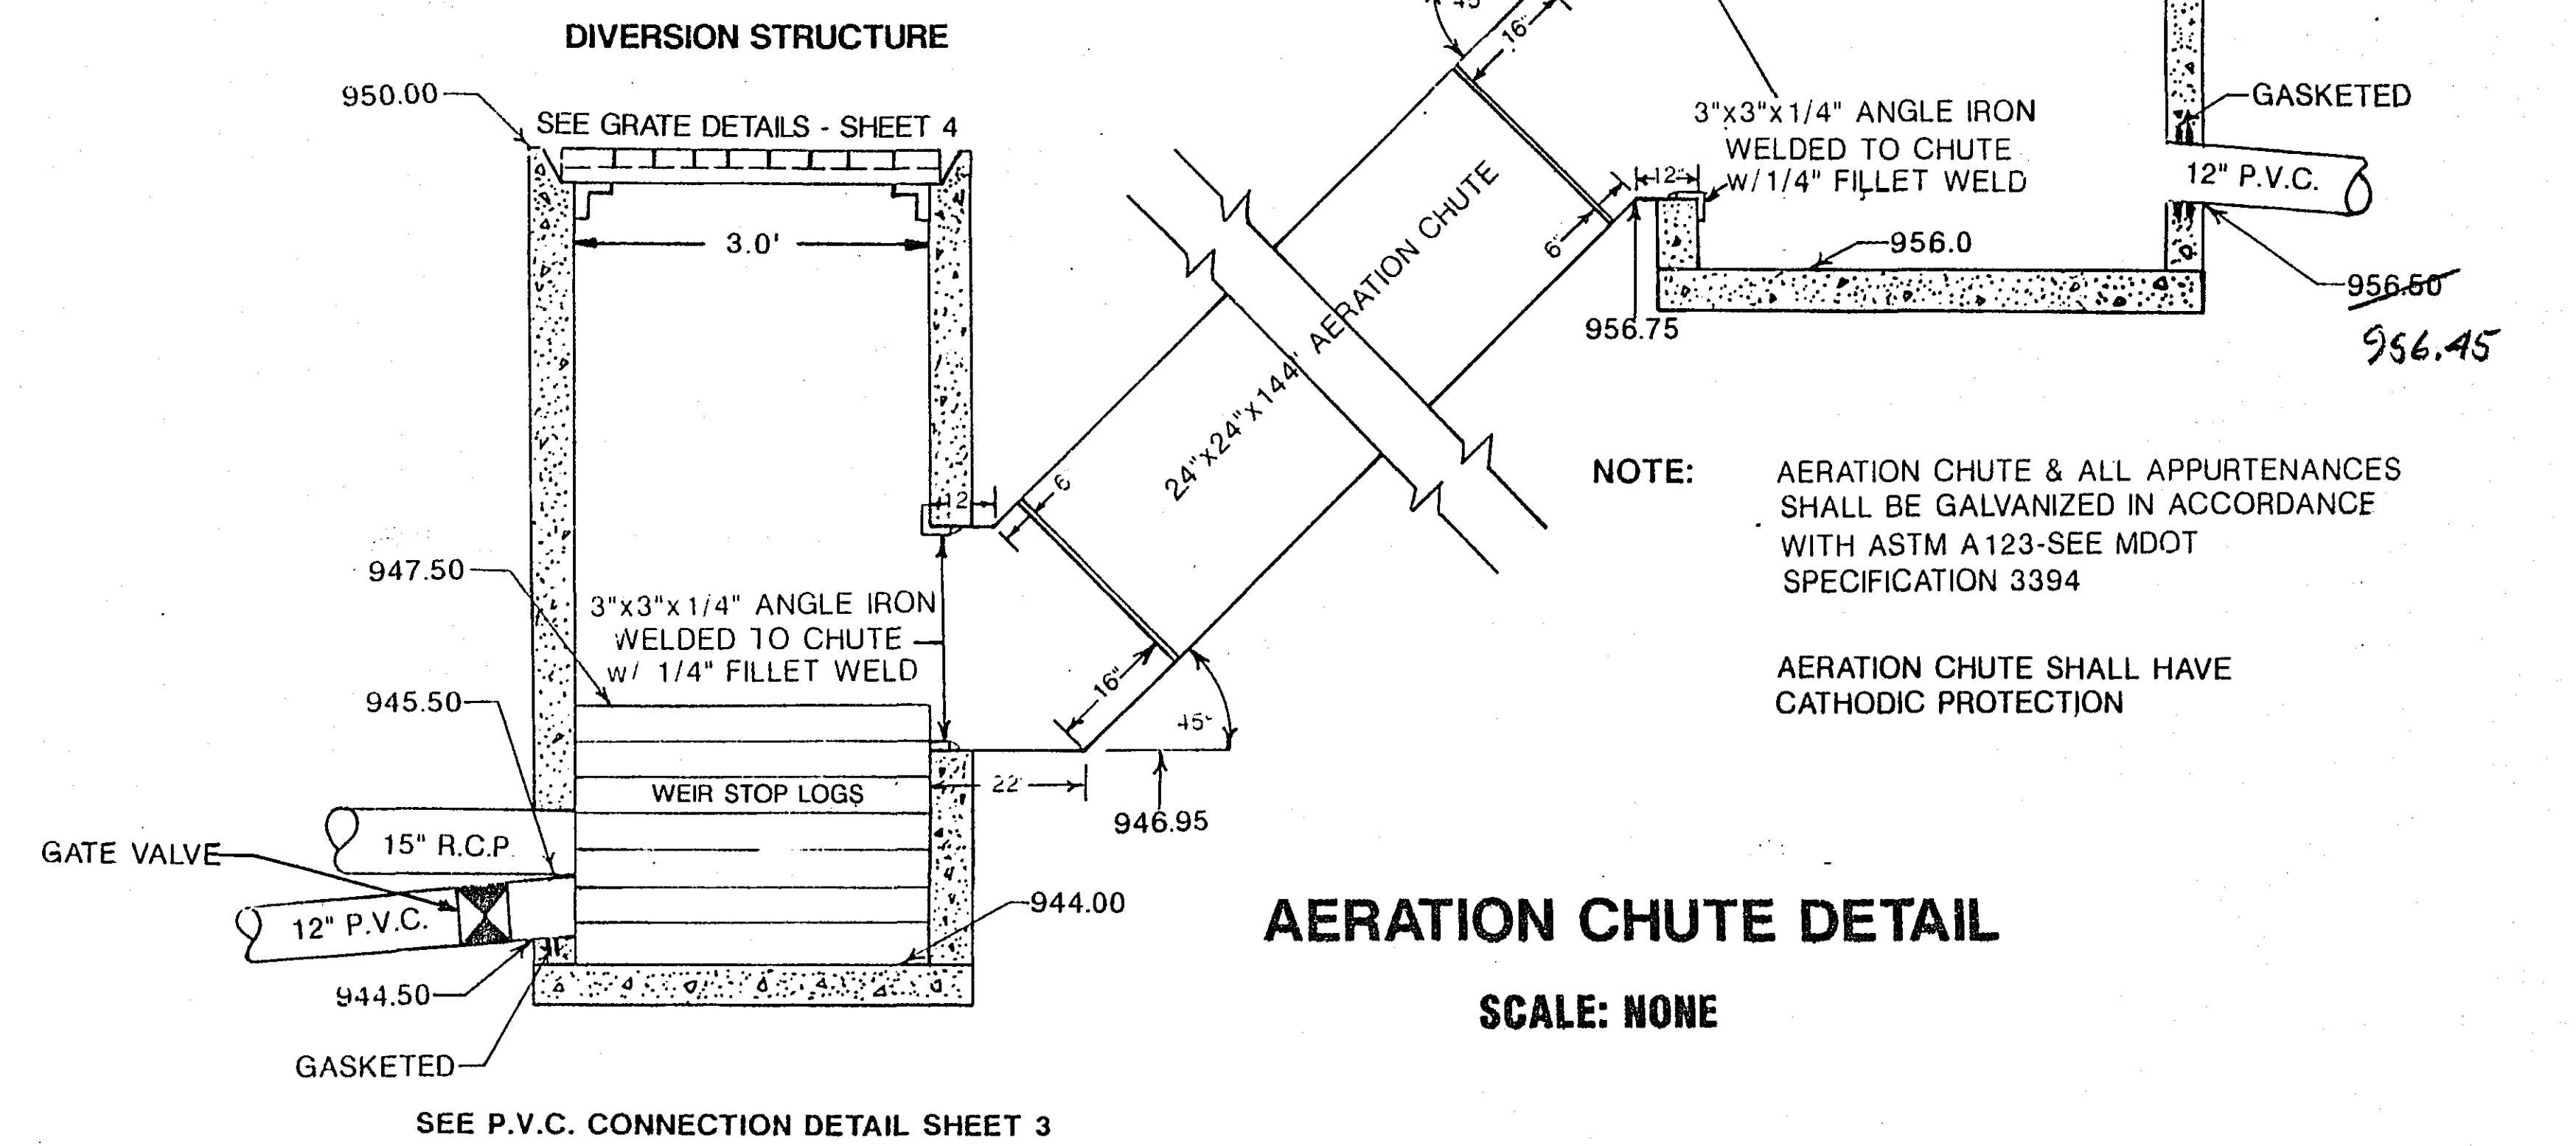 DIVERSION STRUCTURE
950.00
SEE GRATE DETAILS - SHEET 4
3.0'
12
6
947.50
3"x3"x1/4" ANGLE IRON
WELDED TO CHUTE
w/ 1/4" FILLET WELD
945.50
WEIR STOP LOGS
22"
16"
45°
946.95
15" R.C.P.
GATE VALVE
12" P.V.C.
944.00
944.50
GASKETED
SEE P.V.C. CONNECTION DETAIL SHEET 3
45
16"
24"x24"x144" AERATION CHUTE
6"
12"
3"x3"x1/4" ANGLE IRON
WELDED TO CHUTE
w/1/4" FILLET WELD
GASKETED
12" P.V.C.
956.0
956.75
956.50
956.45
NOTE: AERATION CHUTE & ALL APPURTENANCES
SHALL BE GALVANIZED IN ACCORDANCE
WITH ASTM A123-SEE MDOT
SPECIFICATION 3394
AERATION CHUTE SHALL HAVE
CATHODIC PROTECTION
AERATION CHUTE DETAIL
SCALE: NONE